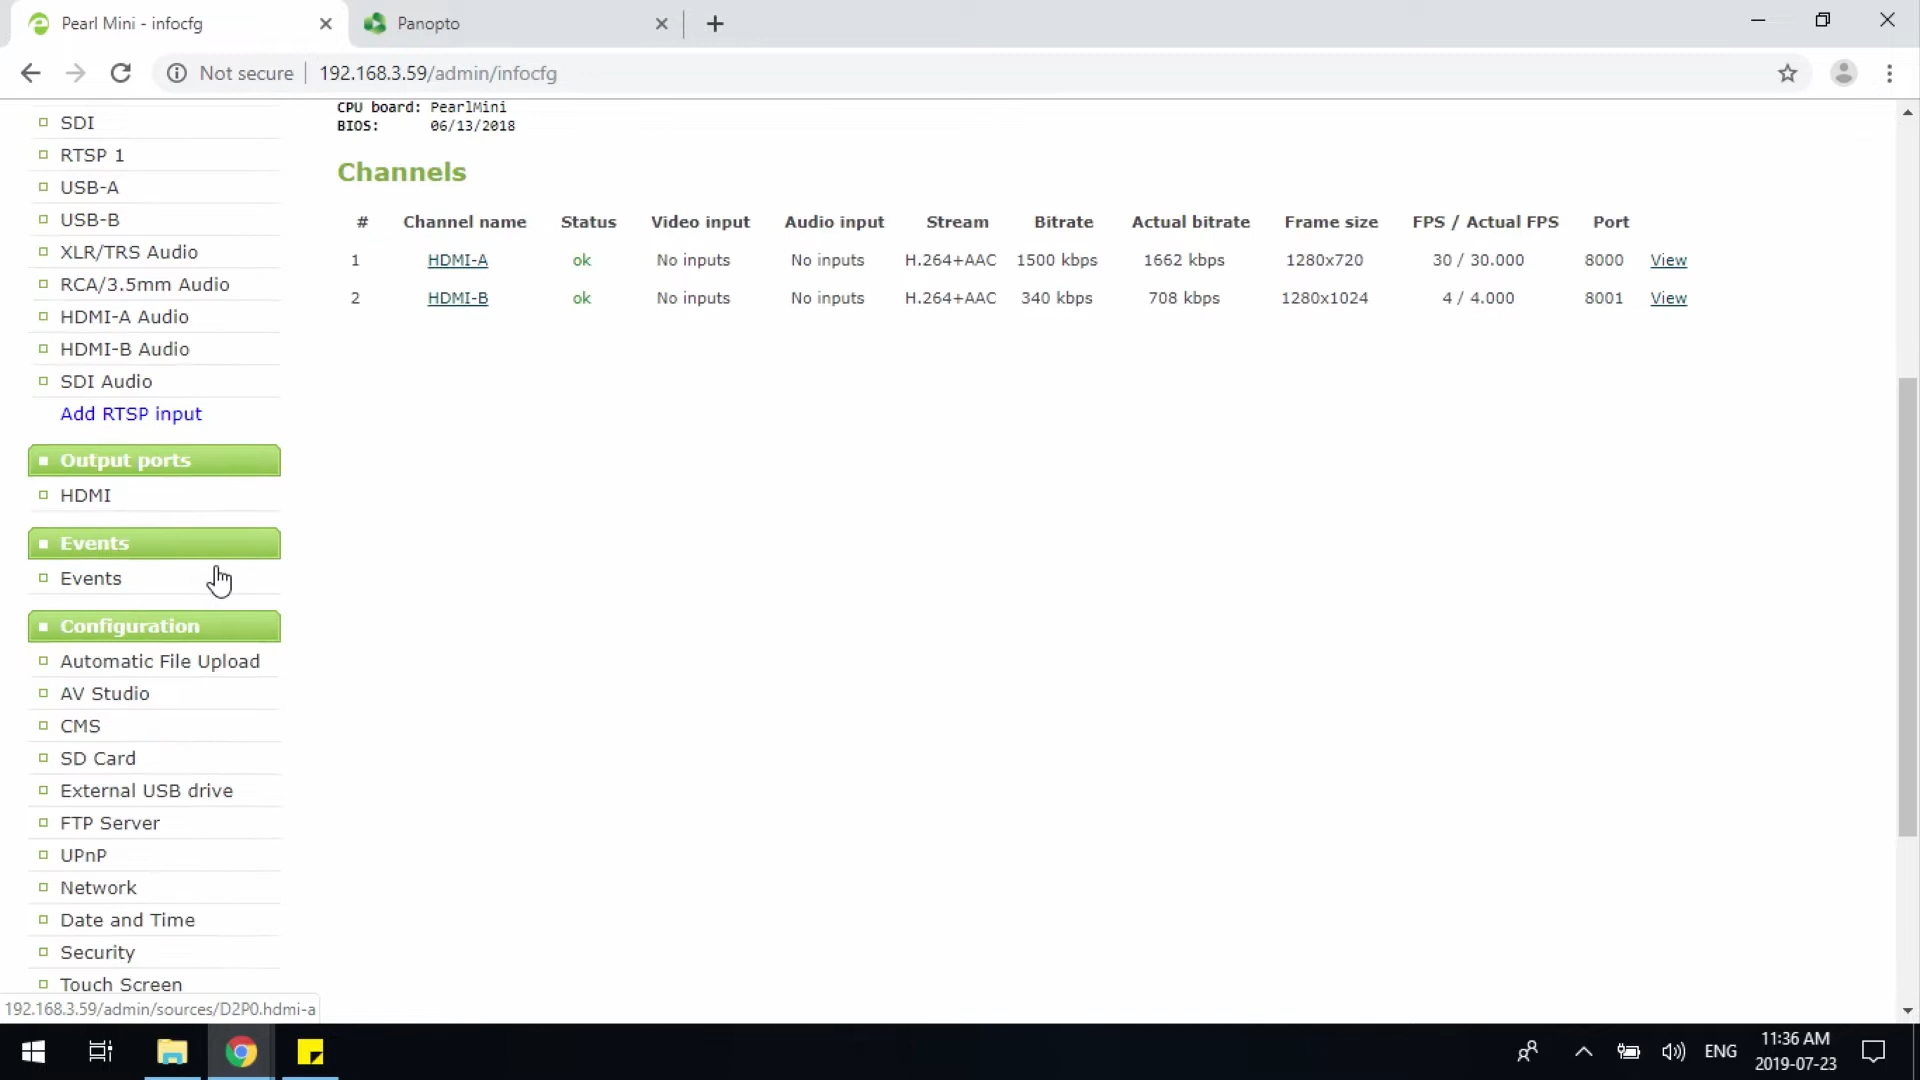 Pearl Mini - infocfg
Panopto
Not secure
192.168.3.59/admin/infocfg
CPU board: PearlMini
BIOS: 06/13/2018
SDI
RTSP 1
USB-A
USB-B
XLR/TRS Audio
RCA/3.5mm Audio
HDMI-A Audio
HDMI-B Audio
SDI Audio
Add RTSP input
Output ports
HDMI
Events
Events
Configuration
Automatic File Upload
AV Studio
CMS
SD Card
External USB drive
FTP Server
UPnP
Network
Date and Time
Security
Touch Screen
Channels
# Channel name Status Video input Audio input Stream Bitrate Actual bitrate Frame size FPS / Actual FPS Port
1 HDMI-A ok No inputs No inputs H.264+AAC 1500 kbps 1662 kbps 1280x720 30 / 30.000 8000 View
2 HDMI-B ok No inputs No inputs H.264+AAC 340 kbps 708 kbps 1280x1024 4 / 4.000 8001 View
192.168.3.59/admin/sources/D2P0.hdmi-a
ENG
11:36 AM
2019-07-23